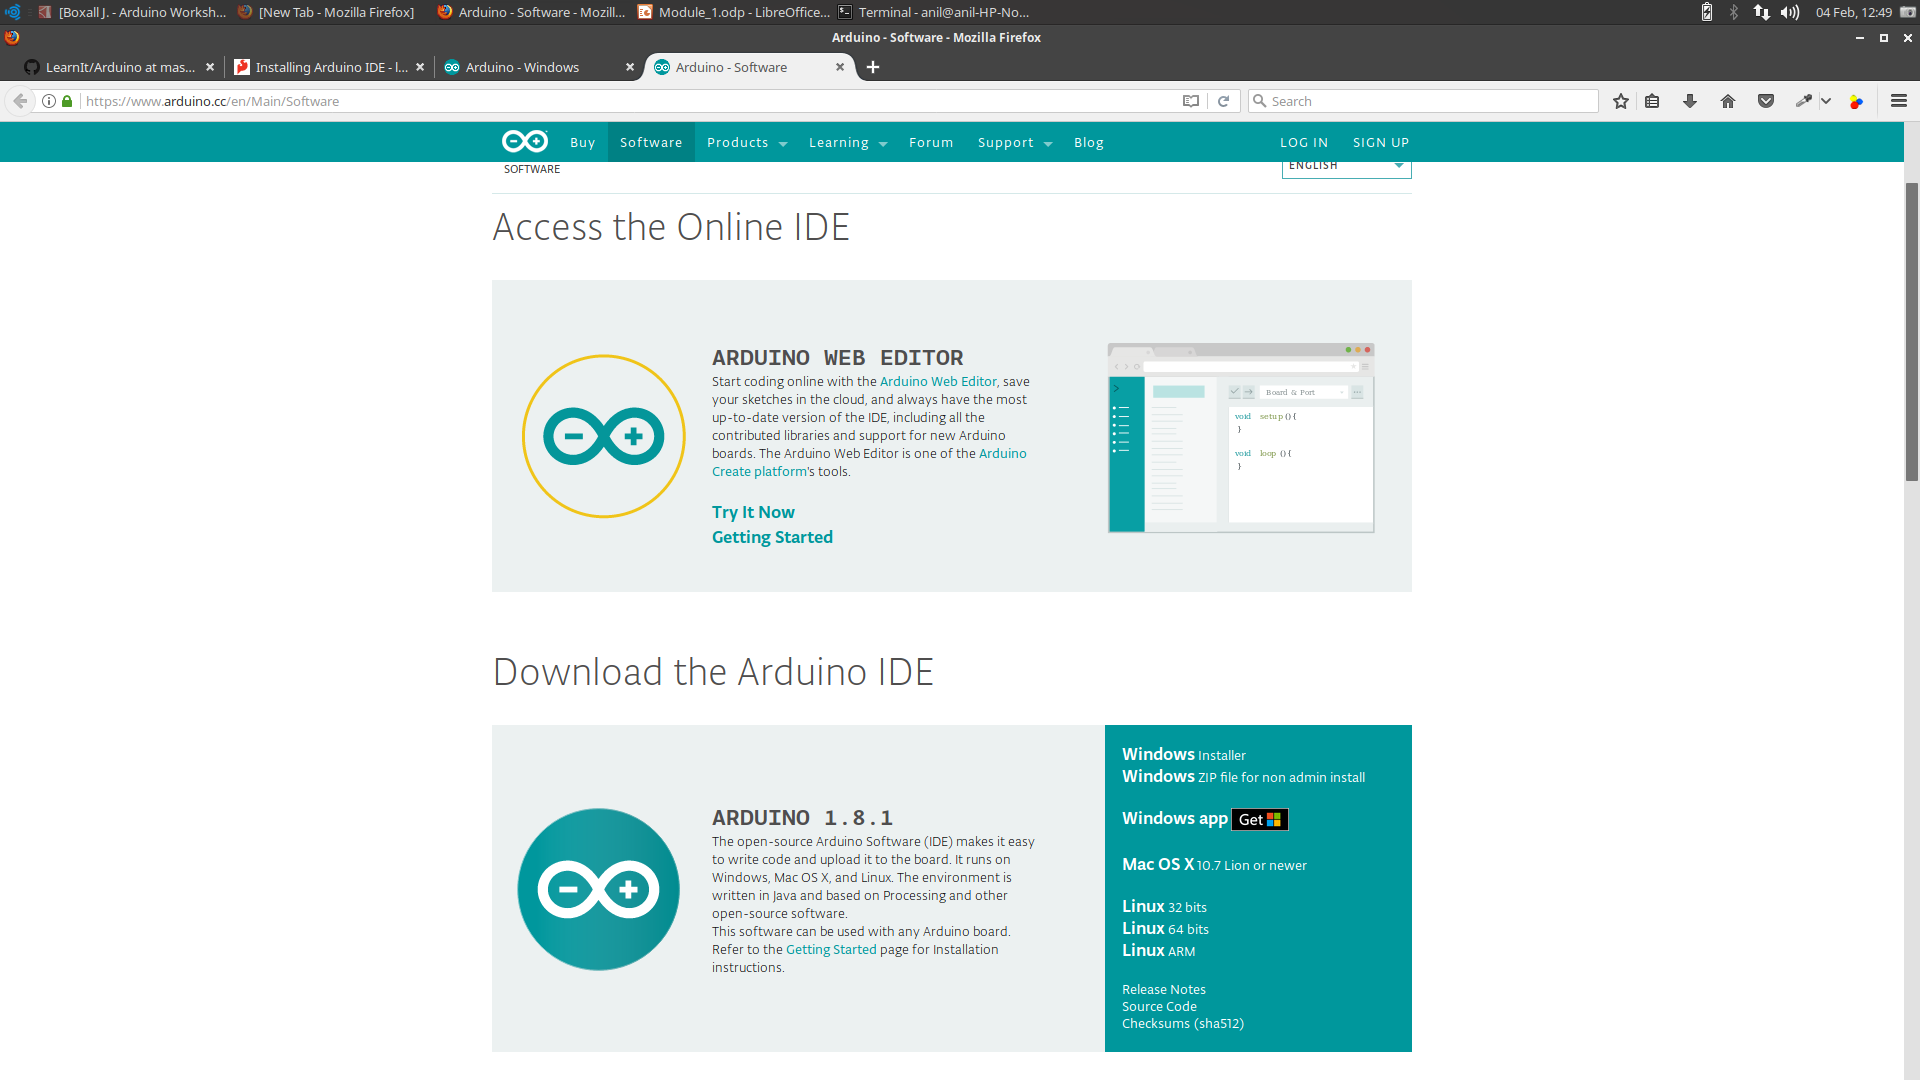 [Boxall J. - Arduino Worksh... [New Tab - Mozilla Firefox] Arduino - Software - Mozill... Module_1.odp - LibreOffice... Terminal - anil@anil-HP-No... 04 Feb, 12:49
Arduino - Software - Mozilla Firefox
LearnIt/Arduino at mas... Installing Arduino IDE - l... Arduino - Windows Arduino - Software
https://www.arduino.cc/en/Main/Software Search
Buy Software Products Learning Forum Support Blog LOG IN SIGN UP
SOFTWARE ENGLISH
Access the Online IDE
ARDUINO WEB EDITOR
Start coding online with the Arduino Web Editor, save
your sketches in the cloud, and always have the most
up-to-date version of the IDE, including all the
contributed libraries and support for new Arduino
boards. The Arduino Web Editor is one of the Arduino
Create platform's tools.
Try It Now
Getting Started
Board & Port
void setup(){
}
void loop(){
}
Download the Arduino IDE
ARDUINO 1.8.1
The open-source Arduino Software (IDE) makes it easy
to write code and upload it to the board. It runs on
Windows, Mac OS X, and Linux. The environment is
written in Java and based on Processing and other
open-source software.
This software can be used with any Arduino board.
Refer to the Getting Started page for Installation
instructions.
Windows Installer
Windows ZIP file for non admin install
Windows app Get
Mac OS X 10.7 Lion or newer
Linux 32 bits
Linux 64 bits
Linux ARM
Release Notes
Source Code
Checksums (sha512)